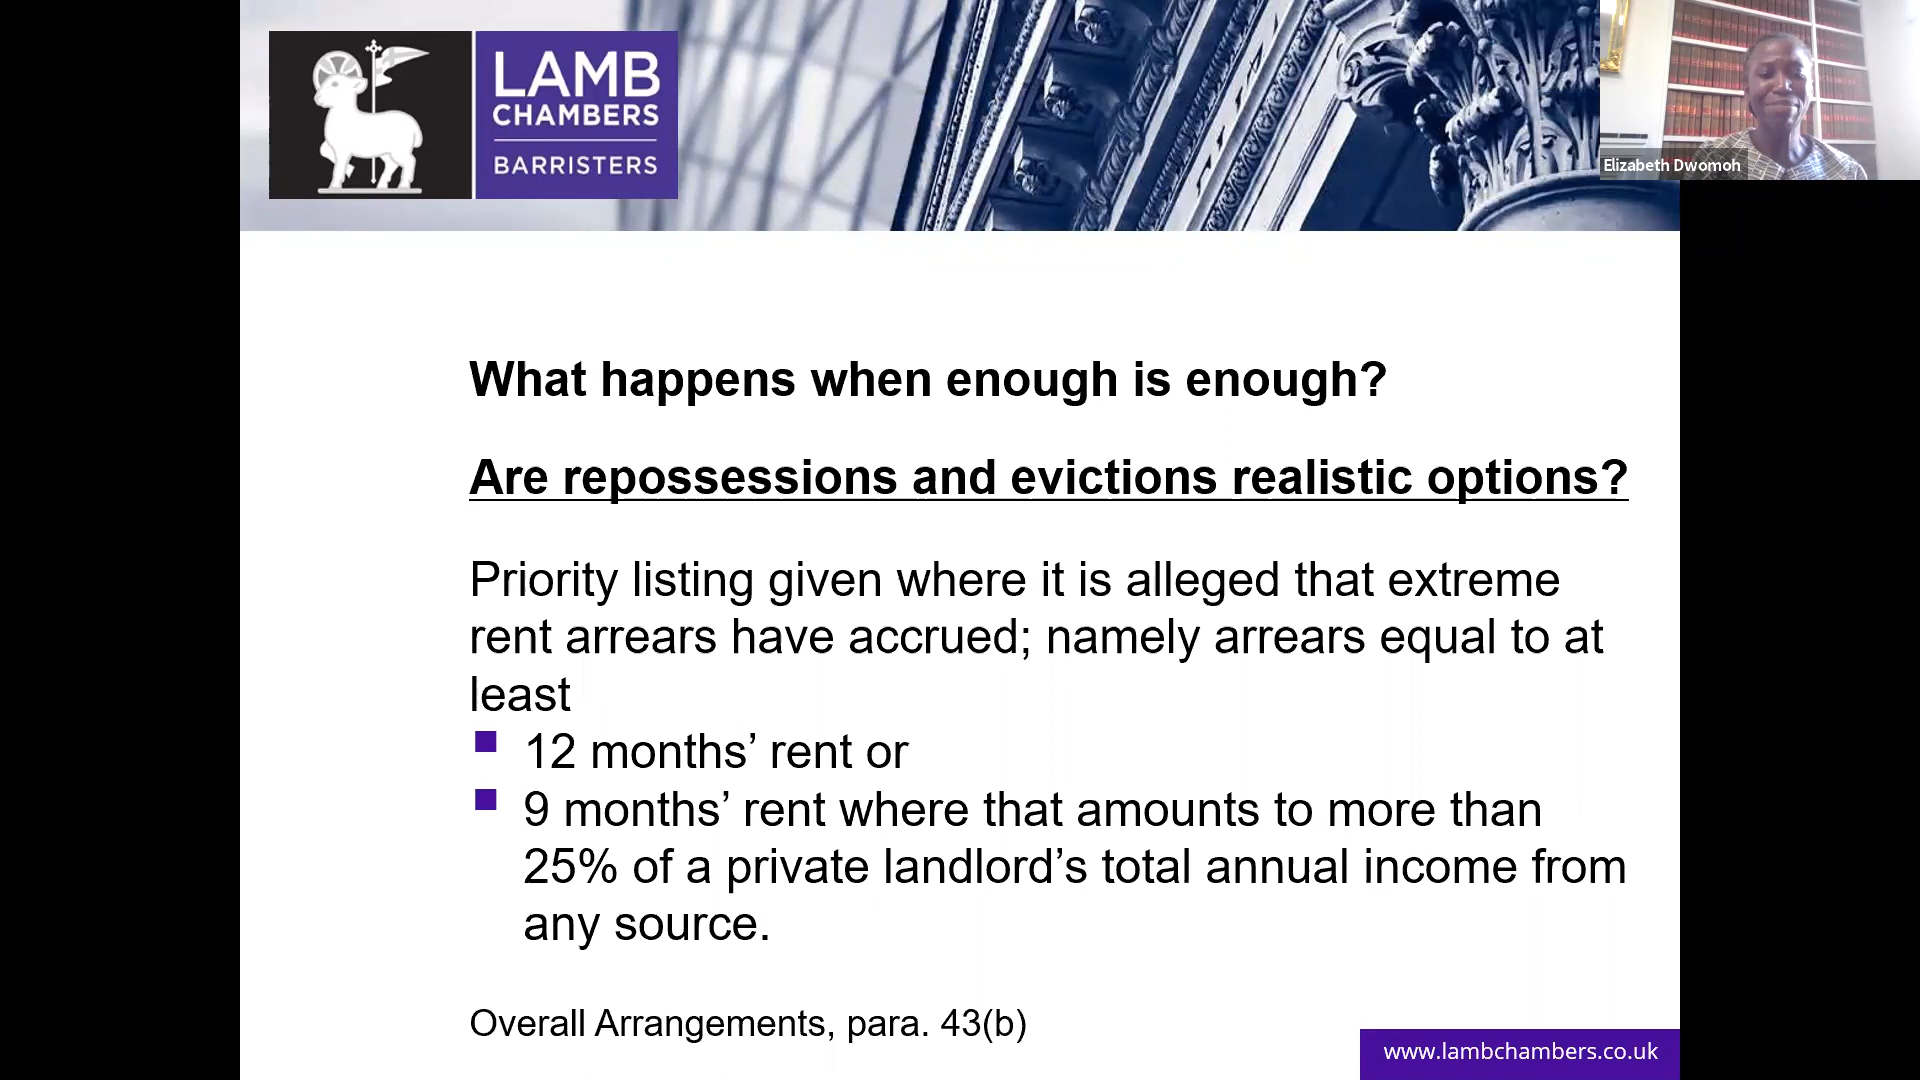 LAMB
CHAMBERS
BARRISTERS
Elizabeth Dwomoh
What happens when enough is enough?
Are repossessions and evictions realistic options?
Priority listing given where it is alleged that extreme
rent arrears have accrued; namely arrears equal to at
least
■ 12 months’ rent or
■ 9 months’ rent where that amounts to more than
25% of a private landlord’s total annual income from
any source.
Overall Arrangements, para. 43(b)
www.lambchambers.co.uk